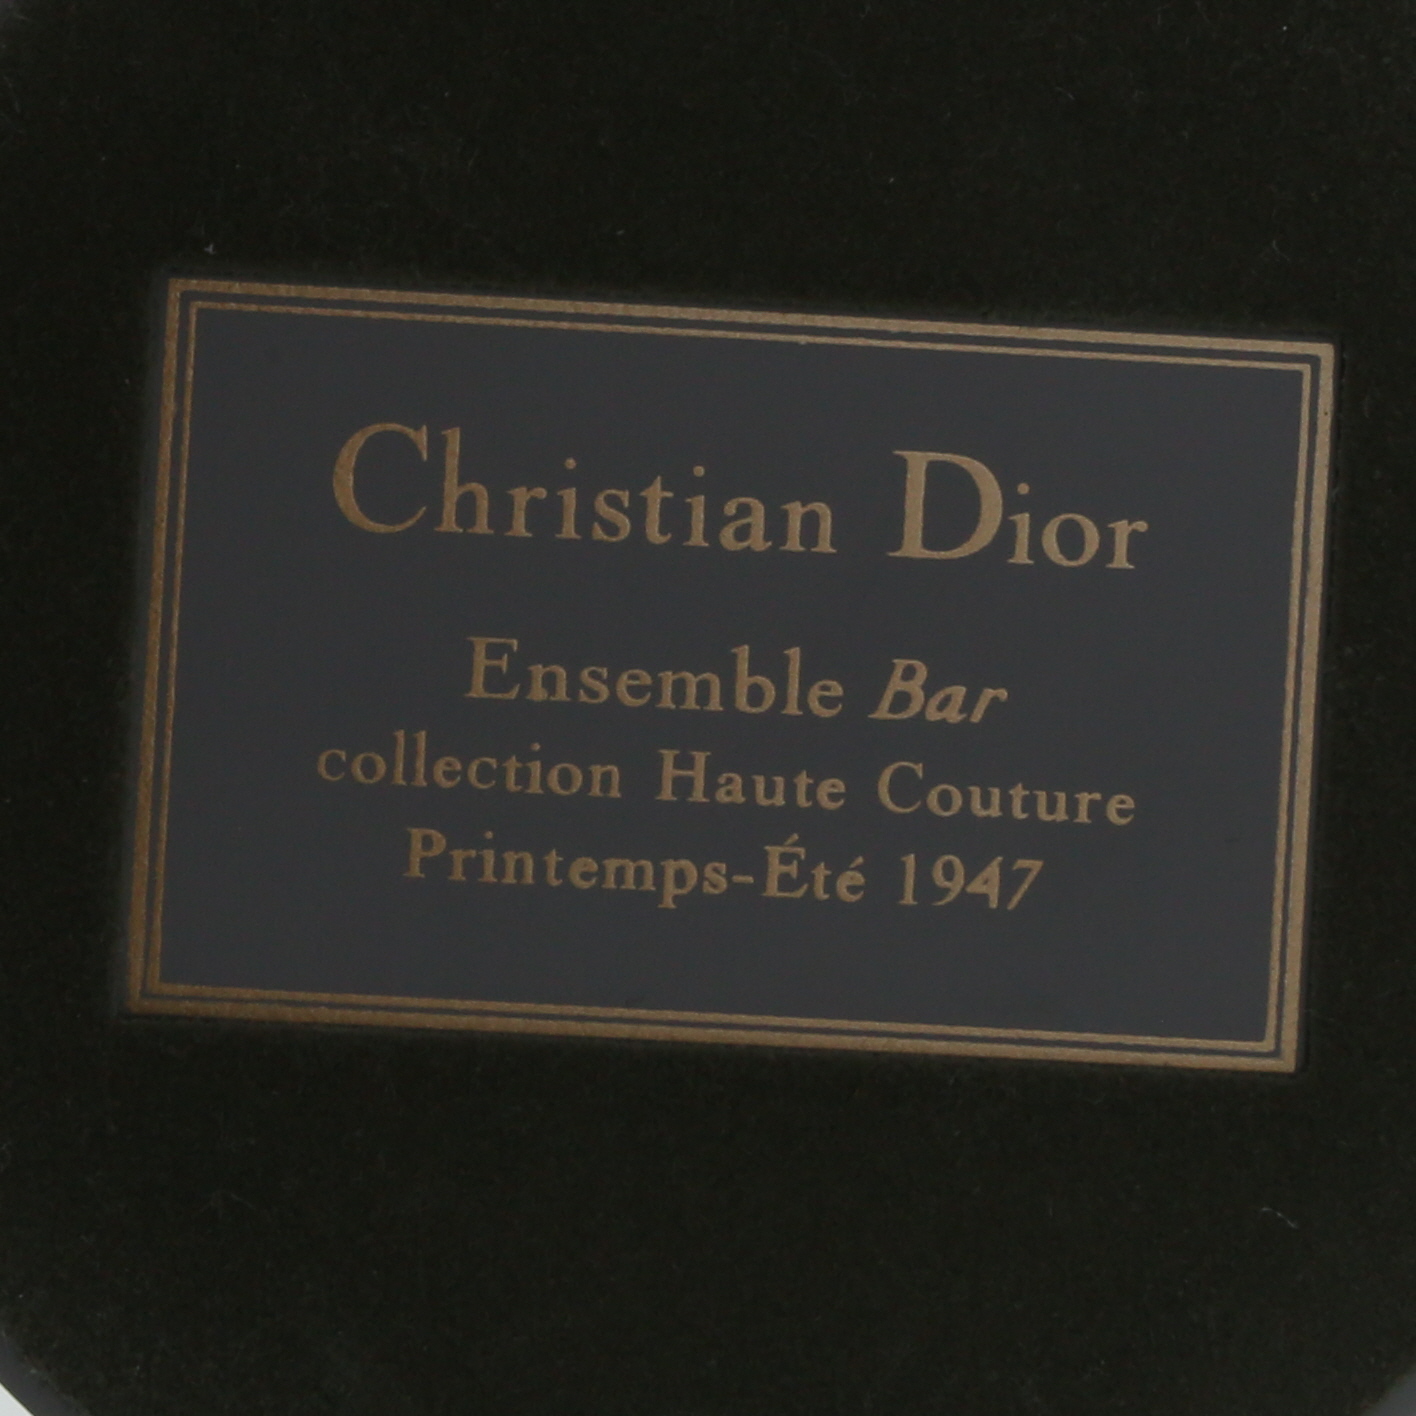 Christian Dior
Ensemble Bar
collection Haute Couture
Printemps-Été 1947